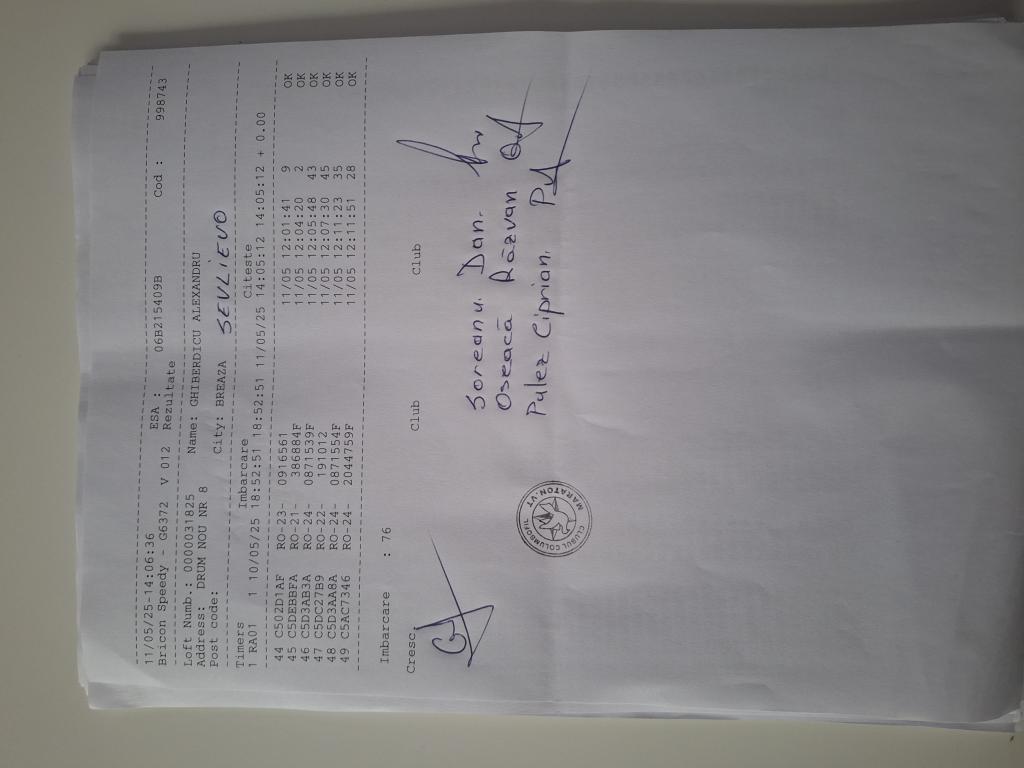 11/05/25-14:06:36
Bricon Speedy - G6372 V 012 ESA : 06B215409B Cod : 998743
Rezultate
Loft Numb.: 0000031825 Name: GHIBERDICU ALEXANDRU
Address: DRUM NOU NR 8
Post code: City: BREAZA SEVLIEVO
Timers Imbarcare Citeste
1 RA01 1 10/05/25 18:52:51 18:52:51 11/05/25 14:05:12 14:05:12 + 0.00
44 C502D1AF RO-23- 0916561 11/05 12:01:41 9 OK
45 C5DEBBFA RO-21- 386884F 11/05 12:04:20 2 OK
46 C5D3AB3A RO-24- 0871539F 11/05 12:05:48 43 OK
47 C5DC27B9 RO-22- 191012 11/05 12:07:30 45 OK
48 C5D3AA8A RO-24- 0871554F 11/05 12:11:23 35 OK
49 C5AC7346 RO-24- 2044759F 11/05 12:11:51 28 OK
Imbarcare : 76
Cresc. Club Club
Soreanu Dan.
Oseacă Răzvan
Pulez Ciprian.
CLUBUL COLUMBOFIL
MARATON.VT